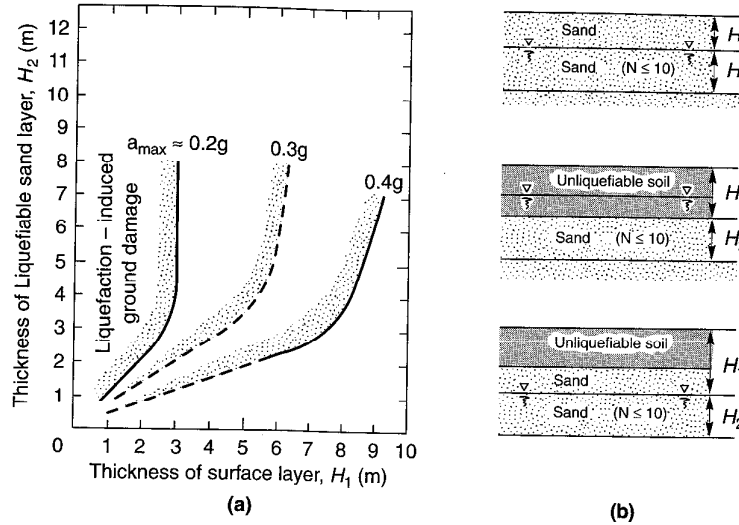 Thickness of Liquefiable sand layer, H₂ (m)
12
11
10
9
8
7
6
5
4
3
2
1
0
1 2 3 4 5 6 7 8 9 10
Thickness of surface layer, H₁ (m)
(a)
Liquefaction – induced
ground damage
a max ≈ 0.2g
0.3g
0.4g
Sand
H
Sand (N ≤ 10)
H
Unliquefiable soil
H
Sand (N ≤ 10)
H
Unliquefiable soil
H
Sand
Sand (N ≤ 10)
H₂
(b)